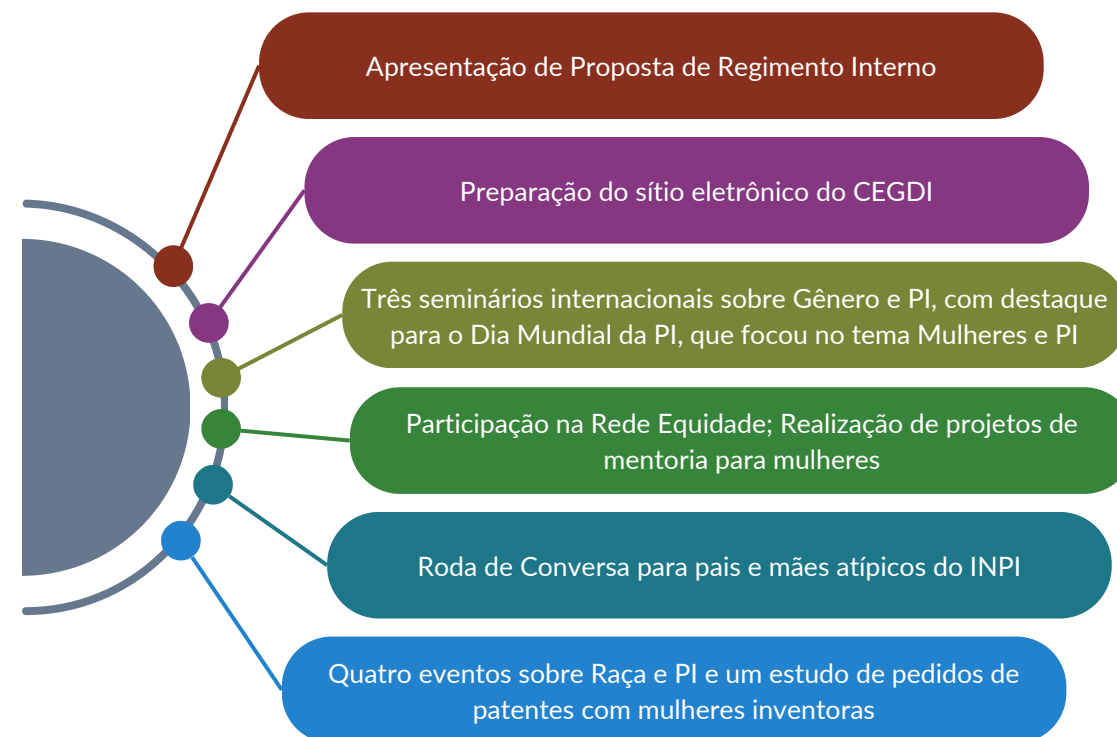 Apresentação de Proposta de Regimento Interno
Preparação do sítio eletrônico do CEGDI
Três seminários internacionais sobre Gênero e PI, com destaque
para o Dia Mundial da PI, que focou no tema Mulheres e PI
Participação na Rede Equidade; Realização de projetos de
mentoria para mulheres
Roda de Conversa para pais e mães atípicos do INPI
Quatro eventos sobre Raça e PI e um estudo de pedidos de
patentes com mulheres inventoras